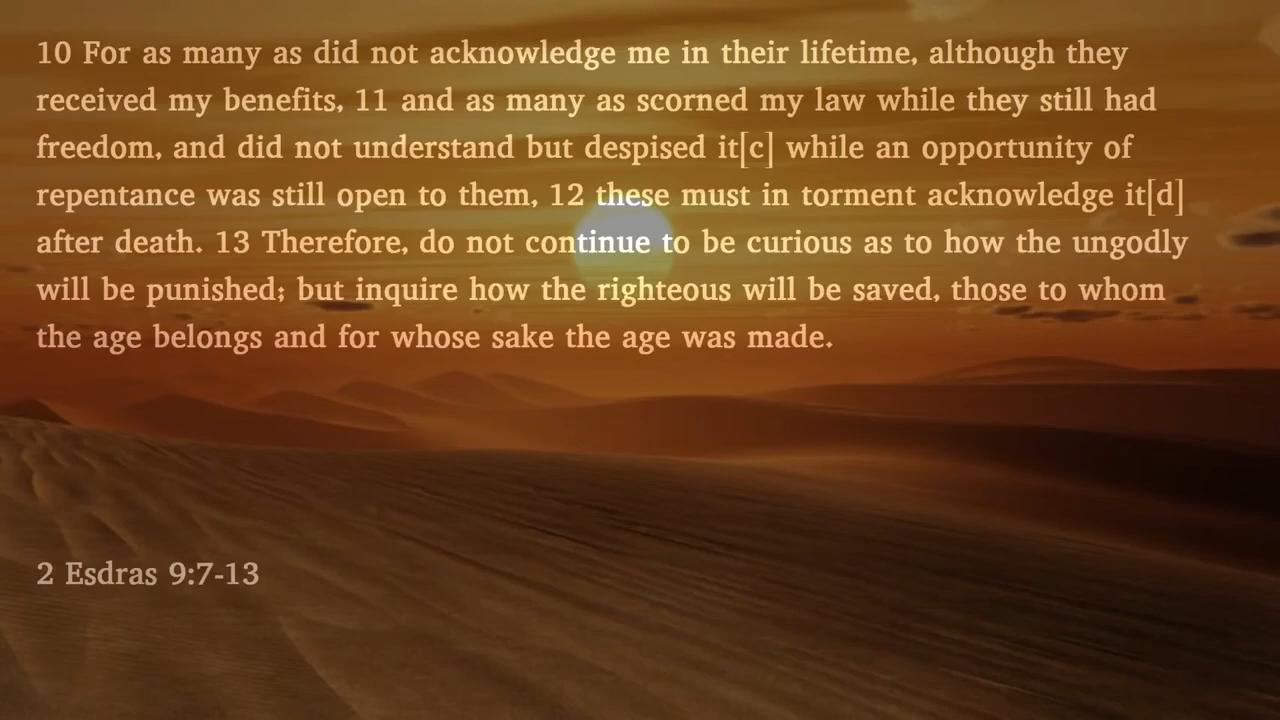 10 For as many as did not acknowledge me in their lifetime, although they
received my benefits, 11 and as many as scorned my law while they still had
freedom, and did not understand but despised it[c] while an opportunity of
repentance was still open to them, 12 these must in torment acknowledge it[d]
after death. 13 Therefore, do not continue to be curious as to how the ungodly
will be punished; but inquire how the righteous will be saved, those to whom
the age belongs and for whose sake the age was made.
2 Esdras 9:7-13